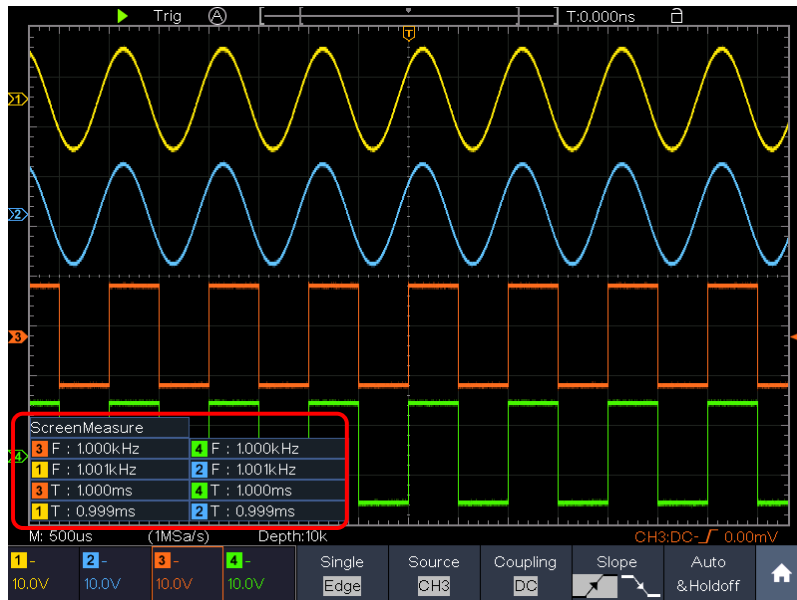 Trig A T:0.000ns
T
1
2
3
4
ScreenMeasure
3 F : 1.000kHz 4 F : 1.000kHz
1 F : 1.001kHz 2 F : 1.001kHz
3 T : 1.000ms 4 T : 1.000ms
1 T : 0.999ms 2 T : 0.999ms
M: 500us (1MSa/s) Depth:10k CH3:DC- 0.00mV
1 - 2 - 3 - 4 - Single Source Coupling Slope Auto
10.0V 10.0V 10.0V 10.0V Edge CH3 DC &Holdoff